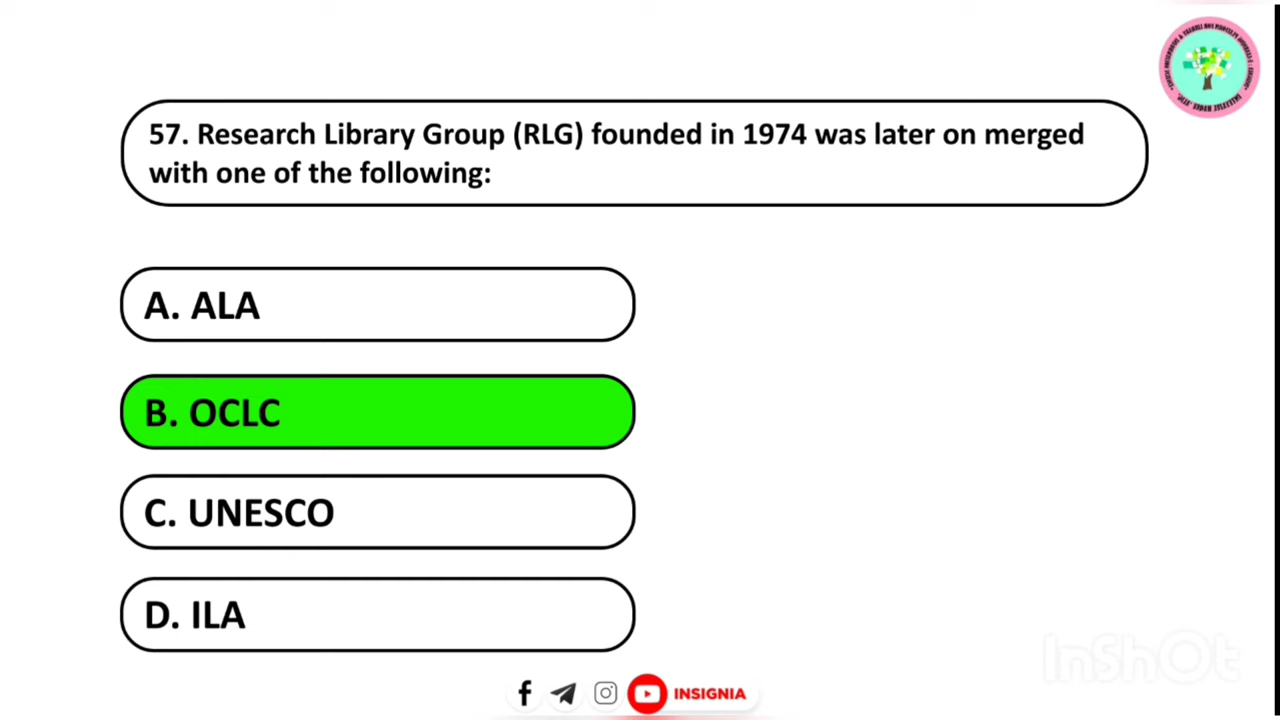 57. Research Library Group (RLG) founded in 1974 was later on merged
with one of the following:
A. ALA
B. OCLC
C. UNESCO
D. ILA
INSIGNIA
InShOt